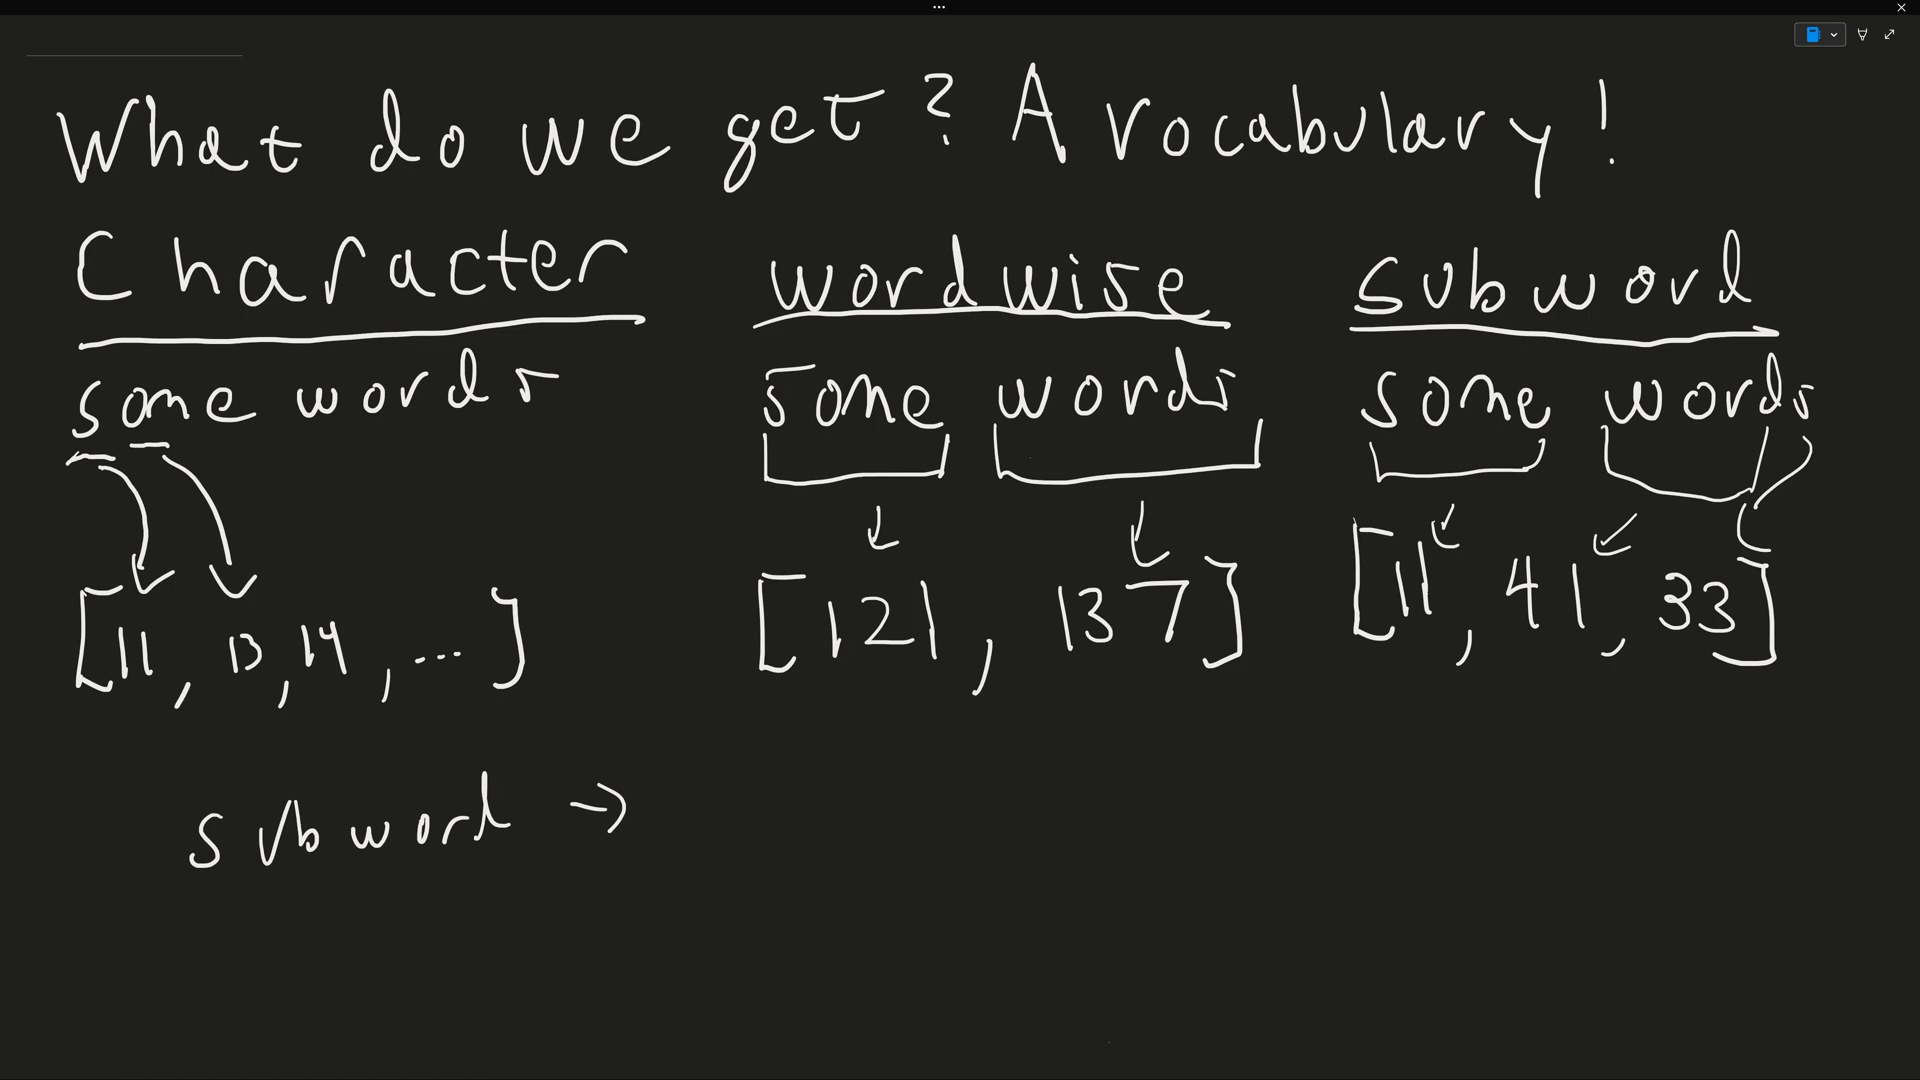 What do we get? A vocabulary!
Character wordwise subword
some words some words some words
[11, 13, 14, ...] [121, 137] [11, 41, 33]
subword →